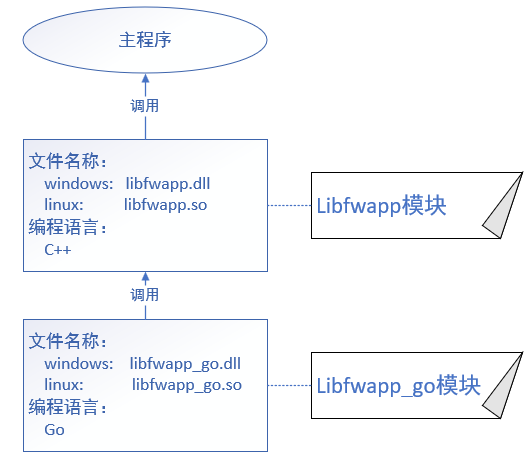 主程序
调用
文件名称：
windows: libfwapp.dll
linux: libfwapp.so
编程语言：
C++
Libfwapp模块
调用
文件名称：
windows: libfwapp_go.dll
linux: libfwapp_go.so
编程语言：
Go
Libfwapp_go模块